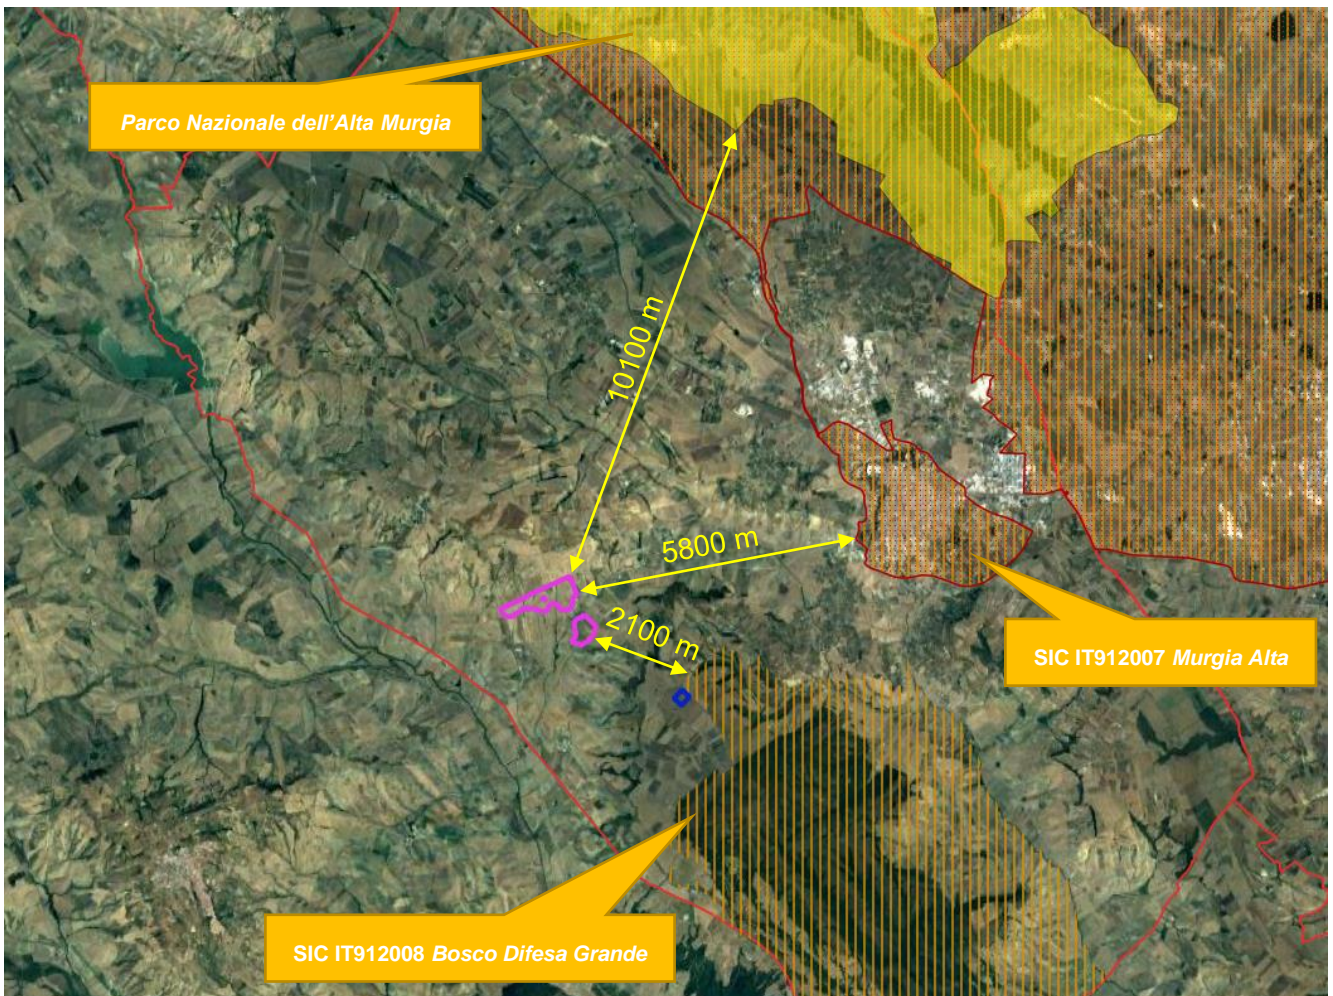 Parco Nazionale dell'Alta Murgia
10100 m
5800 m
2100 m
SIC IT912007 Murgia Alta
SIC IT912008 Bosco Difesa Grande